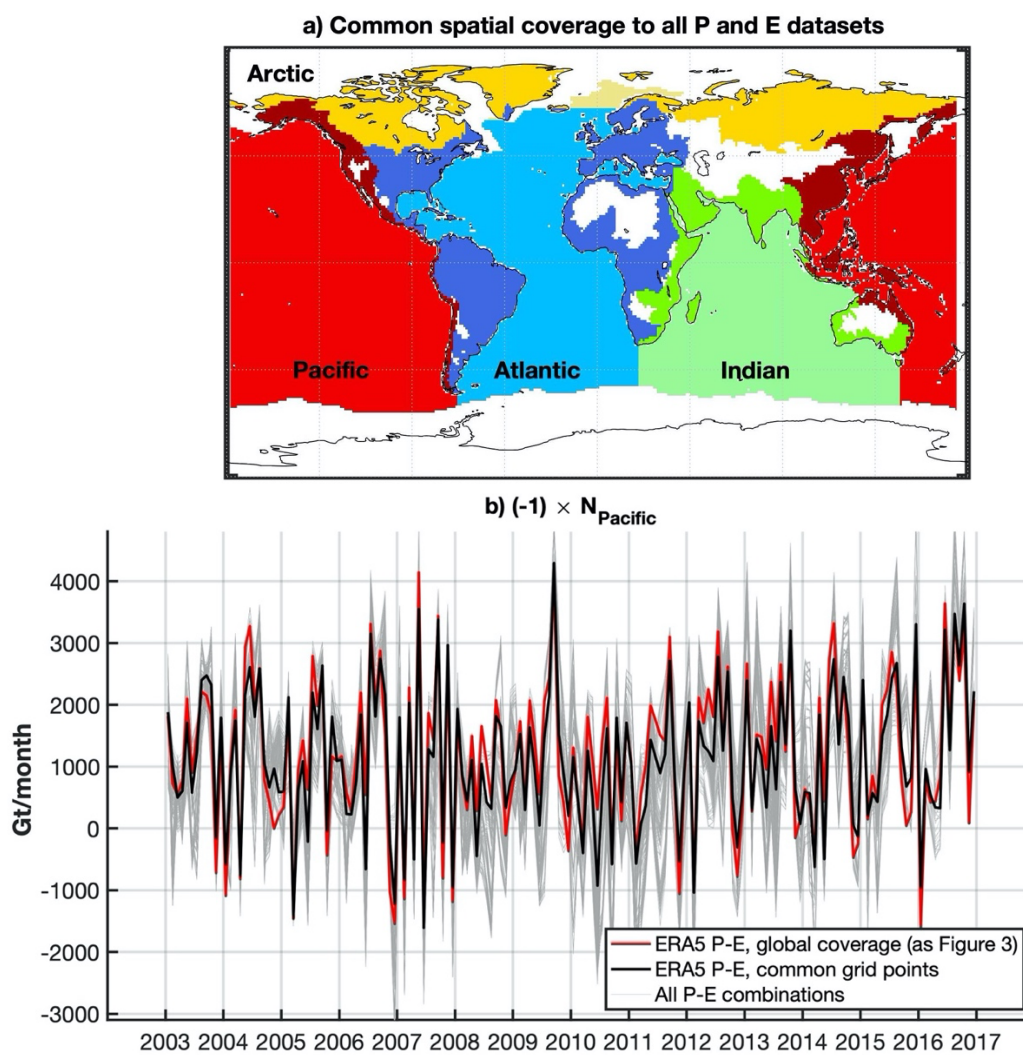 a) Common spatial coverage to all P and E datasets
Arctic
Pacific
Atlantic
Indian
b) (-1) × N_Pacific
Gt/month
4000
3000
2000
1000
0
-1000
-2000
-3000
ERA5 P-E, global coverage (as Figure 3)
ERA5 P-E, common grid points
All P-E combinations
2003 2004 2005 2006 2007 2008 2009 2010 2011 2012 2013 2014 2015 2016 2017